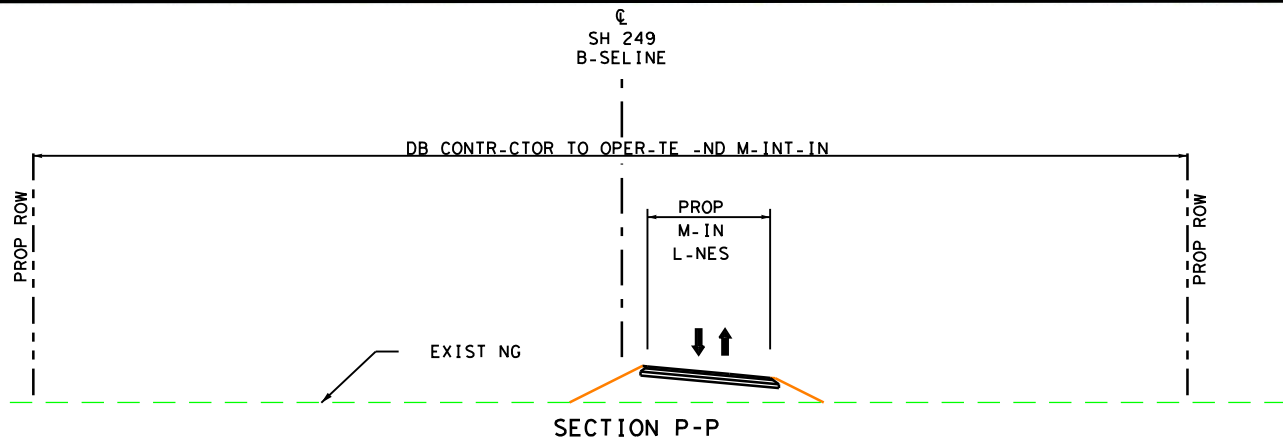 ℄
SH 249
B-SELINE
DB CONTR-CTOR TO OPER-TE -ND M-INT-IN
PROP ROW
PROP
M-IN
L-NES
PROP ROW
EXIST NG
SECTION P-P